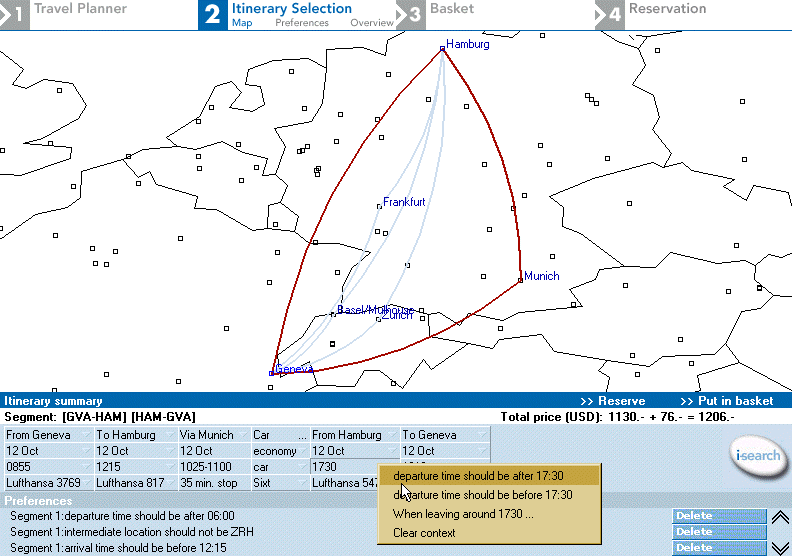 1 Travel Planner 2 Itinerary Selection 3 Basket 4 Reservation
Map Preferences Overview
Hamburg
Frankfurt
Munich
Basel/Mulhouse
Zurich
Geneva
Itinerary summary >> Reserve >> Put in basket
Segment: [GVA-HAM] [HAM-GVA] Total price (USD): 1130.- + 76.- = 1206.-
From Geneva To Hamburg Via Munich Car ... From Hamburg To Geneva
12 Oct 12 Oct 12 Oct economy 12 Oct 12 Oct
0855 1215 1025-1100 car 1730
Lufthansa 3769 Lufthansa 817 35 min. stop Sixt Lufthansa 547
i:search
departure time should be after 17:30
departure time should be before 17:30
When leaving around 1730 ...
Clear context
Preferences
Segment 1:departure time should be after 06:00 Delete
Segment 1:intermediate location should not be ZRH Delete
Segment 1:arrival time should be before 12:15 Delete